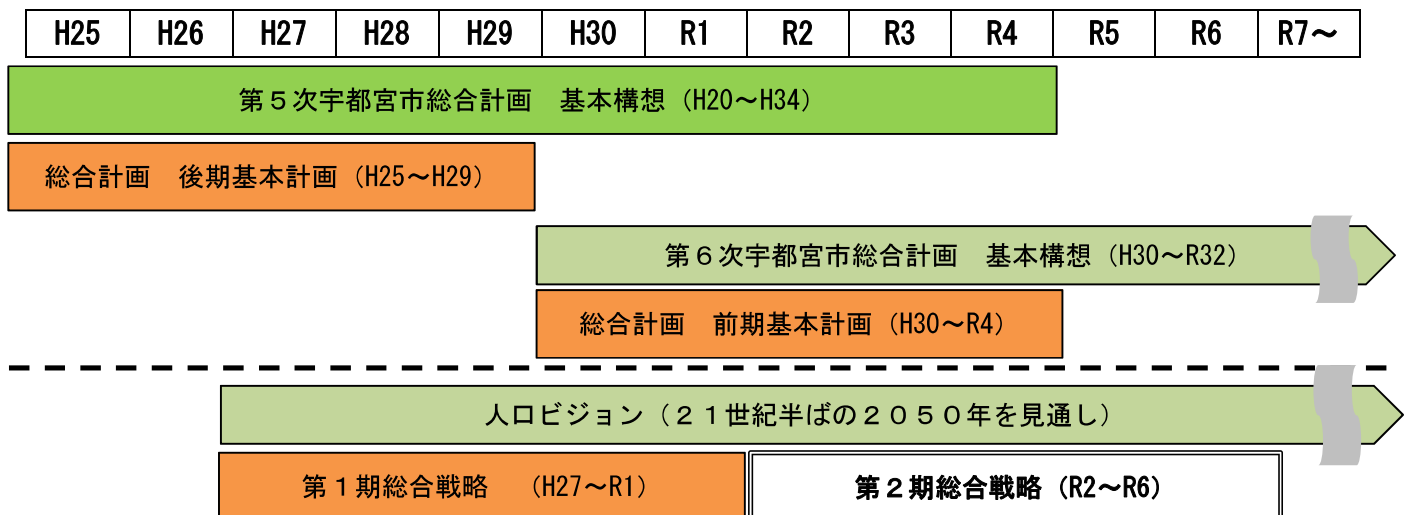 H25 H26 H27 H28 H29 H30 R1 R2 R3 R4 R5 R6 R7～
第５次宇都宮市総合計画　基本構想（H20～H34）
総合計画　後期基本計画（H25～H29）
第６次宇都宮市総合計画　基本構想（H30～R32）
総合計画　前期基本計画（H30～R4）
人口ビジョン（２１世紀半ばの２０５０年を見通し）
第１期総合戦略　（H27～R1）
第２期総合戦略（R2～R6）